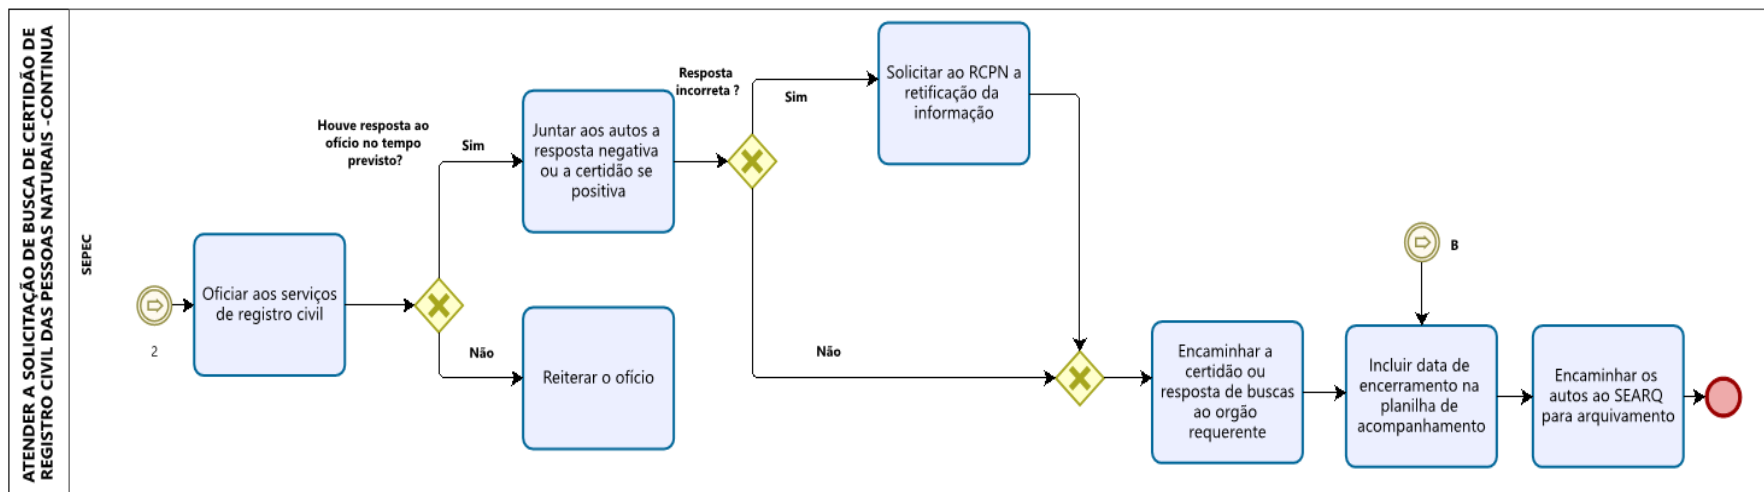 ATENDER A SOLICITAÇÃO DE BUSCA DE CERTIDÃO DE
REGISTRO CIVIL DAS PESSOAS NATURAIS -CONTINUA
SEPEC
2
Oficiar aos serviços
de registro civil
Houve resposta ao
ofício no tempo
previsto?
Sim
Não
Juntar aos autos a
resposta negativa
ou a certidão se
positiva
Reiterar o ofício
Resposta
incorreta ?
Sim
Não
Solicitar ao RCPN a
retificação da
informação
Encaminhar a
certidão ou
resposta de buscas
ao orgão
requerente
B
Incluir data de
encerramento na
planilha de
acompanhamento
Encaminhar os
autos ao SEARQ
para arquivamento